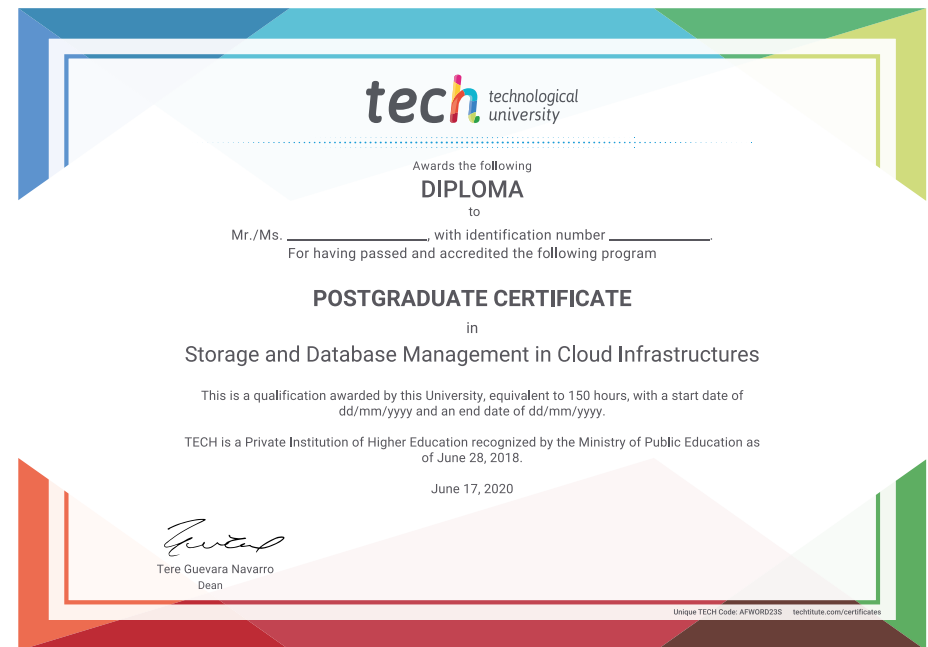 tech technological
university
Awards the following
DIPLOMA
to
Mr./Ms. ____________________, with identification number ______________.
For having passed and accredited the following program
POSTGRADUATE CERTIFICATE
in
Storage and Database Management in Cloud Infrastructures
This is a qualification awarded by this University, equivalent to 150 hours, with a start date of
dd/mm/yyyy and an end date of dd/mm/yyyy.
TECH is a Private Institution of Higher Education recognized by the Ministry of Public Education as
of June 28, 2018.
June 17, 2020
Tere Guevara Navarro
Dean
Unique TECH Code: AFWORD23S techtitute.com/certificates